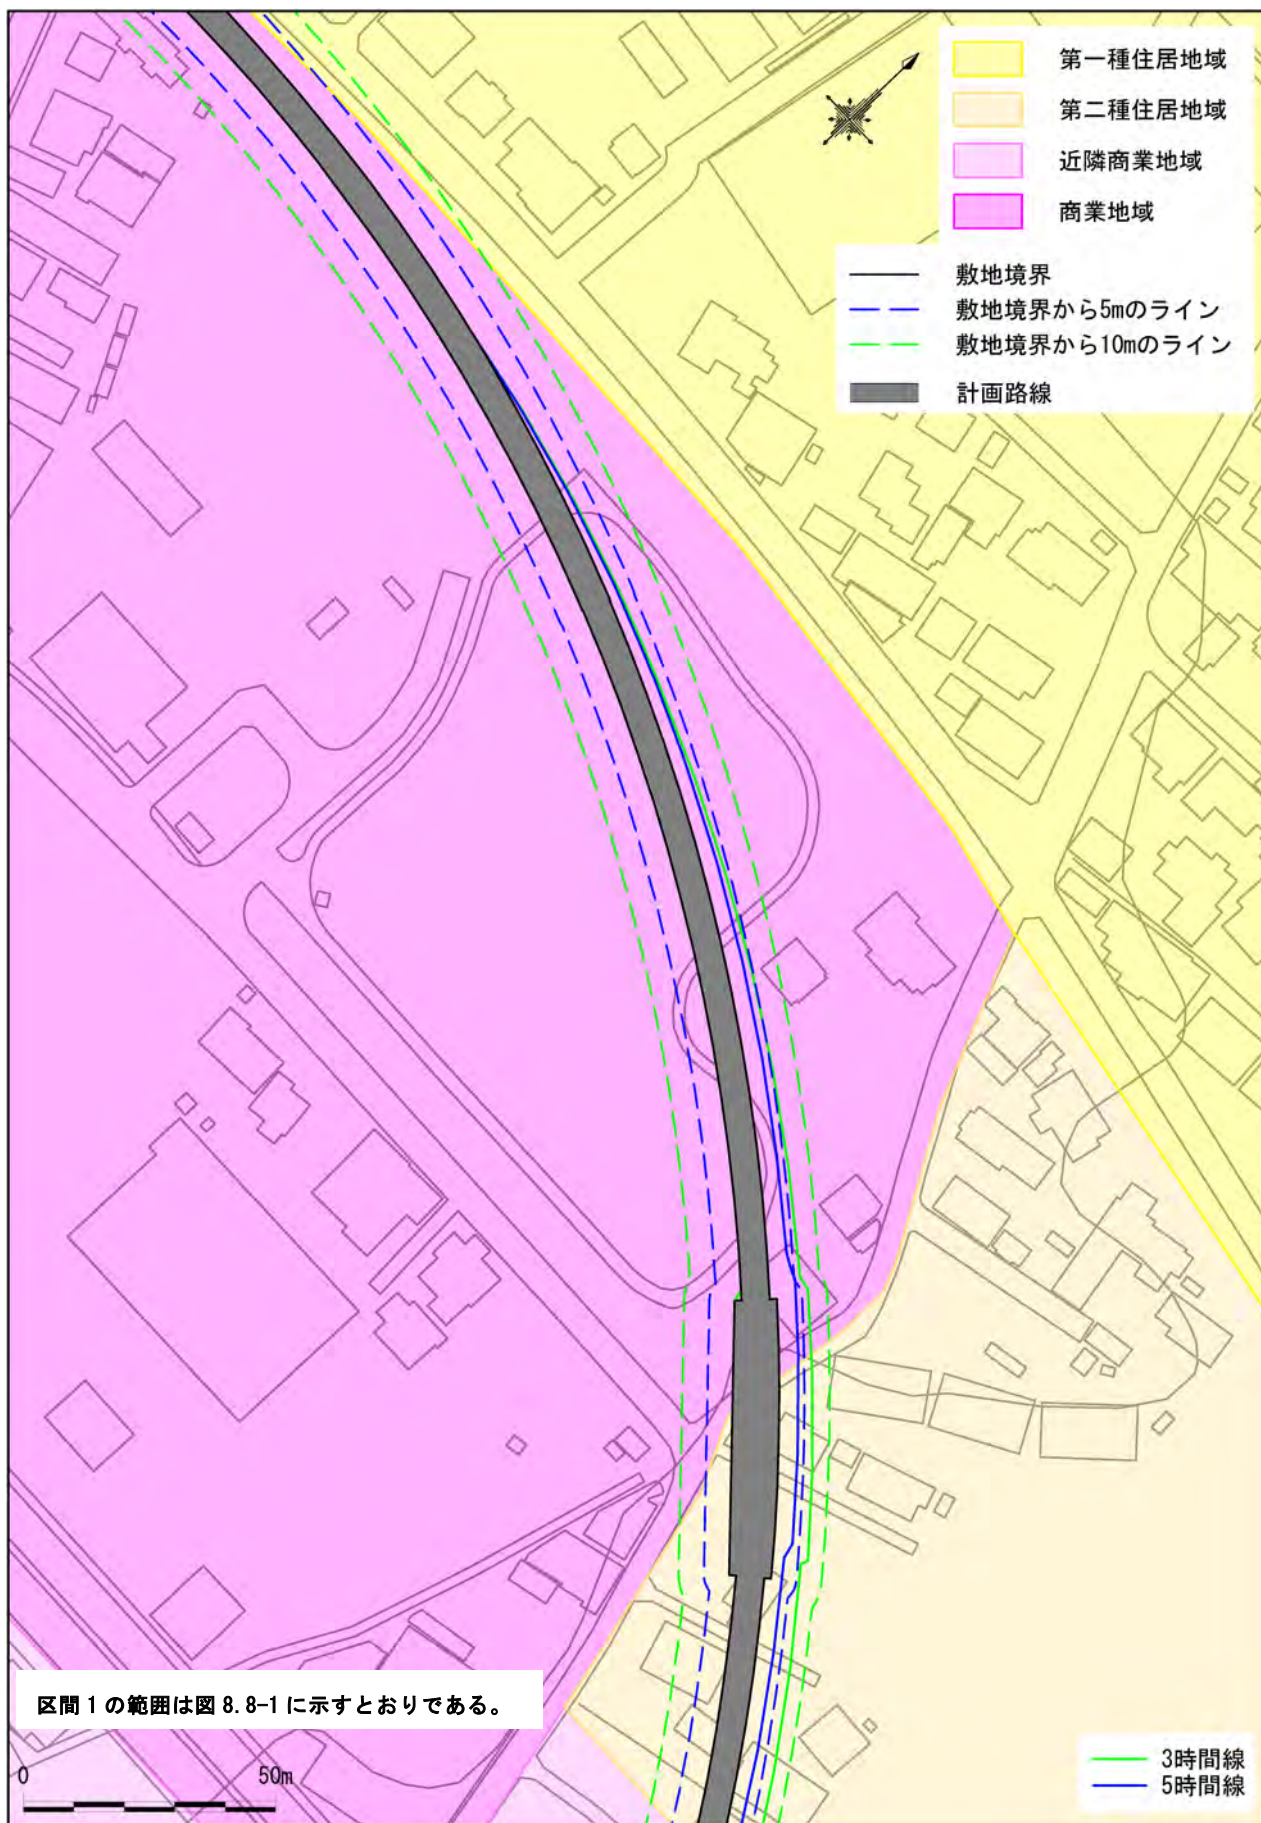 第一種住居地域
第二種住居地域
近隣商業地域
商業地域
敷地境界
敷地境界から5mのライン
敷地境界から10mのライン
計画路線
区間1の範囲は図8.8-1に示すとおりである。
0 50m
3時間線
5時間線